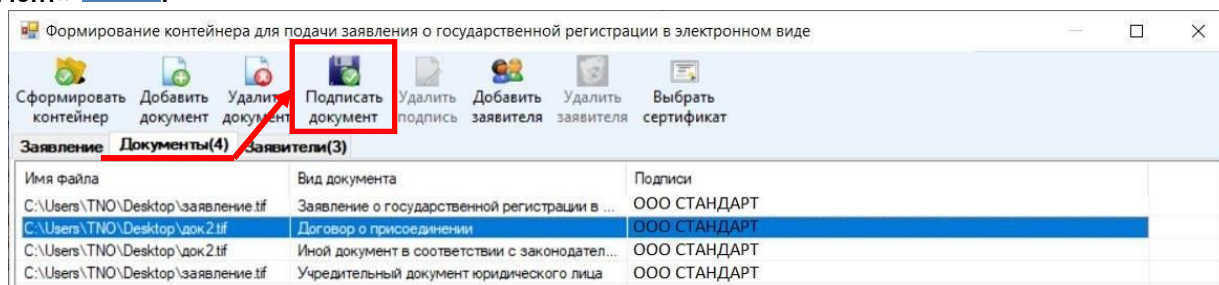 Формирование контейнера для подачи заявления о государственной регистрации в электронном виде
Сформировать контейнер
Добавить документ
Удалить документ
Подписать документ
Удалить подпись
Добавить заявителя
Удалить заявителя
Выбрать сертификат
Заявление Документы(4) Заявители(3)
Имя файла Вид документа Подписи
C:\Users\TNO\Desktop\заявление.tif Заявление о государственной регистрации в ... ООО СТАНДАРТ
C:\Users\TNO\Desktop\док2.tif Договор о присоединении ООО СТАНДАРТ
C:\Users\TNO\Desktop\док2.tif Иной документ в соответствии с законодател... ООО СТАНДАРТ
C:\Users\TNO\Desktop\заявление.tif Учредительный документ юридического лица ООО СТАНДАРТ